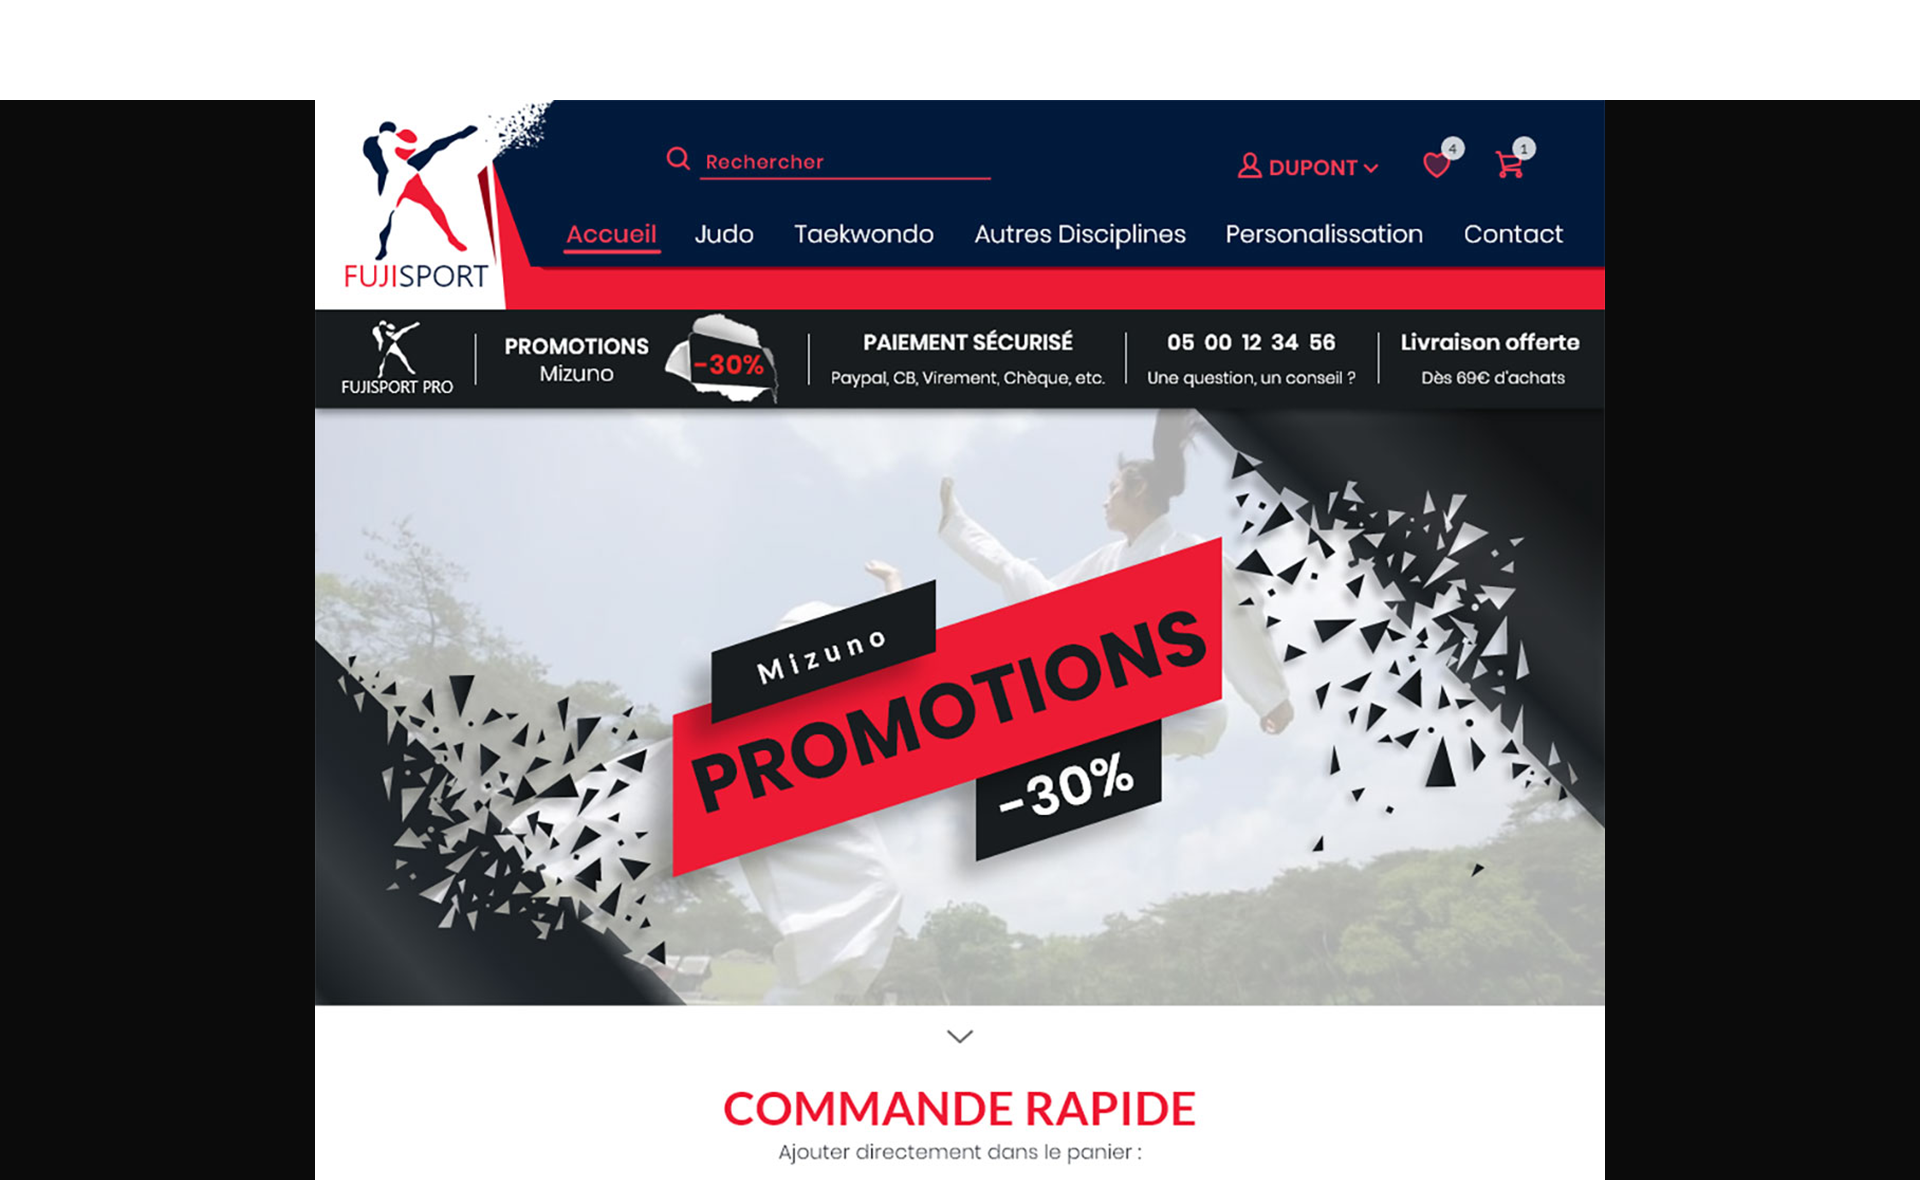 Rechercher
DUPONT
4
1
Accueil
Judo
Taekwondo
Autres Disciplines
Personalissation
Contact
FUJISPORT
FUJISPORT PRO
PROMOTIONS
Mizuno
-30%
PAIEMENT SÉCURISÉ
Paypal, CB, Virement, Chèque, etc.
05 00 12 34 56
Une question, un conseil ?
Livraison offerte
Dès 69€ d'achats
Mizuno
PROMOTIONS
-30%
COMMANDE RAPIDE
Ajouter directement dans le panier :